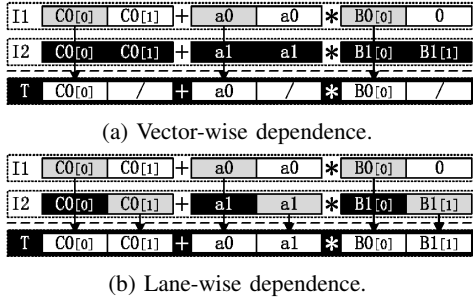 I1 C0[0] C0[1] + a0 a0 * B0[0] 0
I2 C0[0] C0[1] + a1 a1 * B1[0] B1[1]
T C0[0] / + a0 / * B0[0] /
(a) Vector-wise dependence.
I1 C0[0] C0[1] + a0 a0 * B0[0] 0
I2 C0[0] C0[1] + a1 a1 * B1[0] B1[1]
T C0[0] C0[1] + a0 a1 * B0[0] B1[1]
(b) Lane-wise dependence.